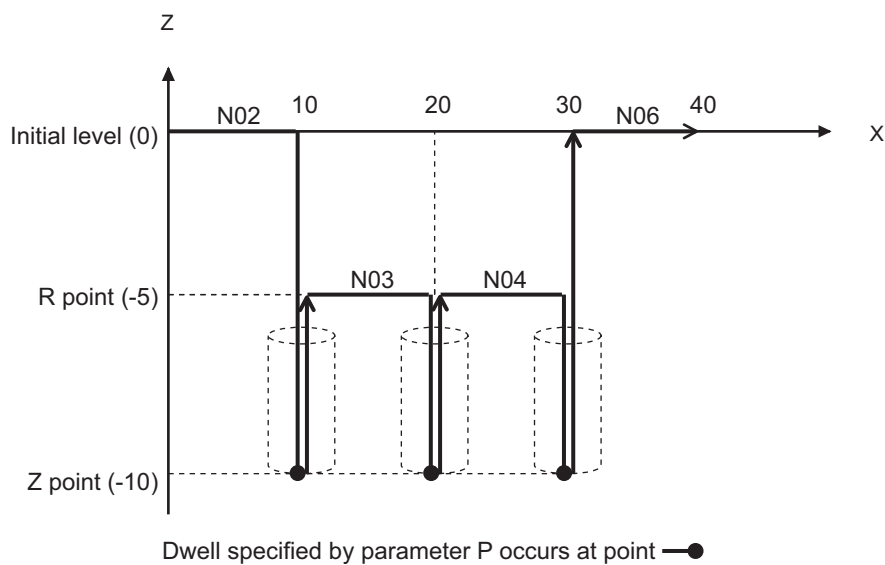 Z
10 20 30 40
N02 N06
Initial level (0)
X
N03 N04
R point (-5)
Z point (-10)
Dwell specified by parameter P occurs at point